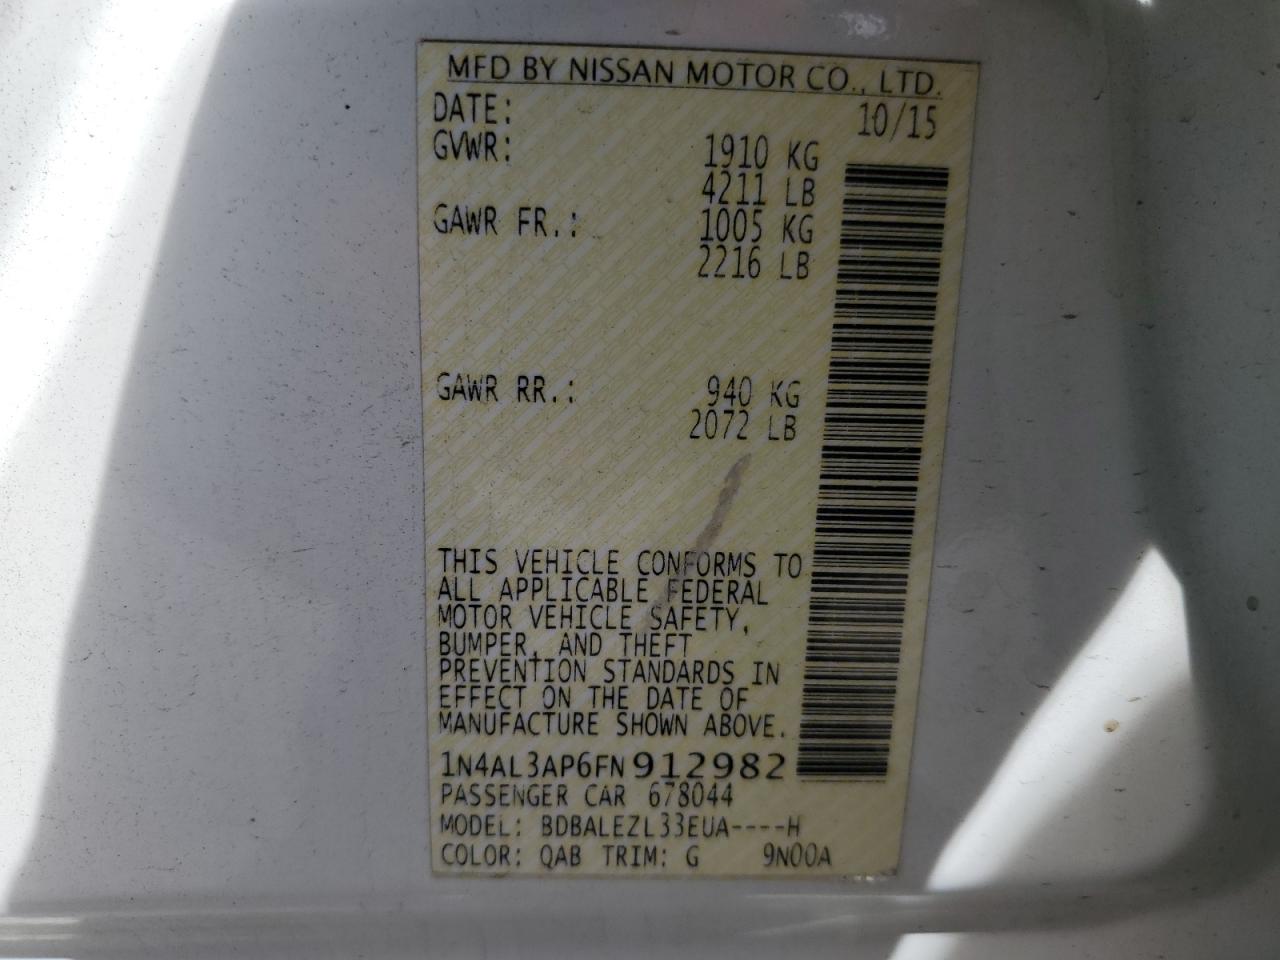 MFD BY NISSAN MOTOR CO., LTD.
DATE: 10/15
GVWR: 1910 KG
4211 LB
GAWR FR.: 1005 KG
2216 LB
GAWR RR.: 940 KG
2072 LB
THIS VEHICLE CONFORMS TO
ALL APPLICABLE FEDERAL
MOTOR VEHICLE SAFETY,
BUMPER, AND THEFT
PREVENTION STANDARDS IN
EFFECT ON THE DATE OF
MANUFACTURE SHOWN ABOVE.
1N4AL3AP6FN912982
PASSENGER CAR 678044
MODEL: BDBALEZL33EUA----H
COLOR: QAB TRIM: G 9N00A